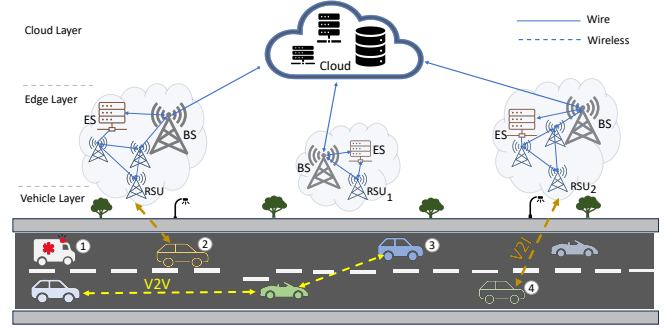 Cloud Layer
Wire
Wireless
Cloud
Edge Layer
ES
BS
ES
BS
ES
BS
RSU
RSU1
RSU2
Vehicle Layer
1
2
3
V2I
V2V
4